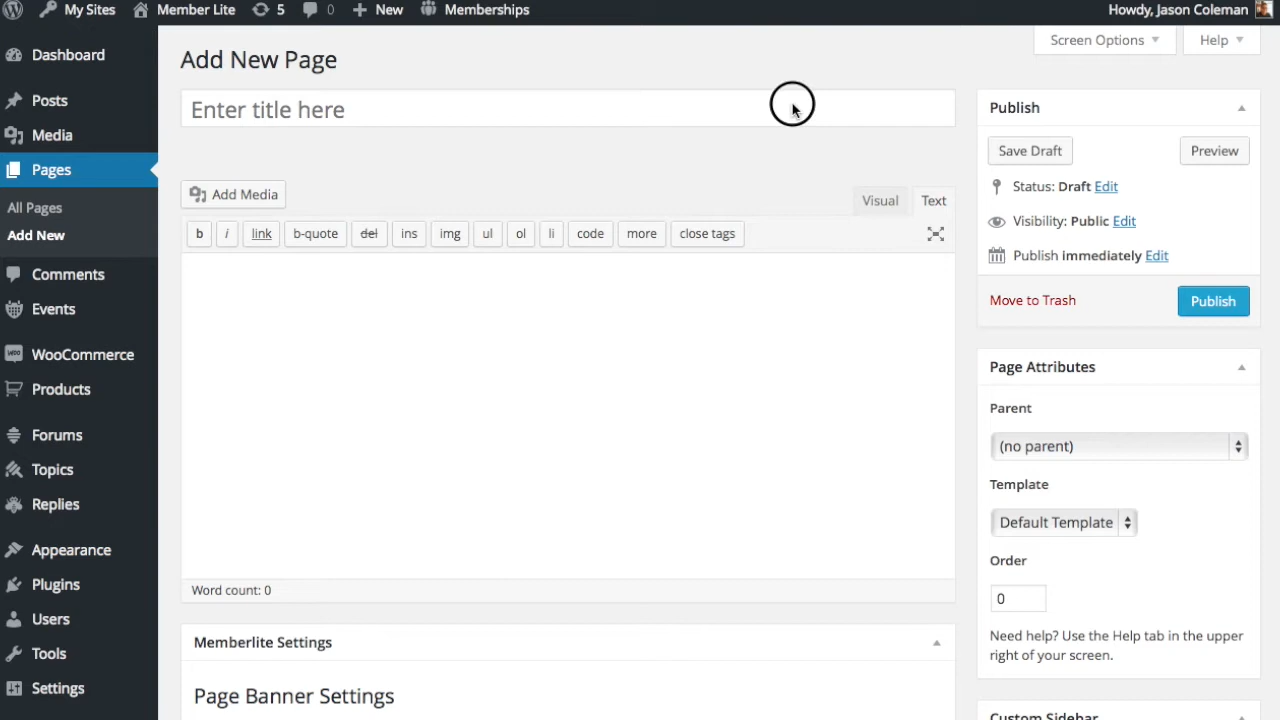 My Sites Member Lite 5 0 New Memberships Howdy, Jason Coleman
Screen Options Help
Dashboard
Posts
Media
Pages
All Pages
Add New
Comments
Events
WooCommerce
Products
Forums
Topics
Replies
Appearance
Plugins
Users
Tools
Settings
Add New Page
Enter title here
Add Media
Visual Text
b i link b-quote del ins img ul ol li code more close tags
Word count: 0
Memberlite Settings
Page Banner Settings
Publish
Save Draft Preview
Status: Draft Edit
Visibility: Public Edit
Publish immediately Edit
Move to Trash Publish
Page Attributes
Parent
(no parent)
Template
Default Template
Order
0
Need help? Use the Help tab in the upper
right of your screen.
Custom Sidebar